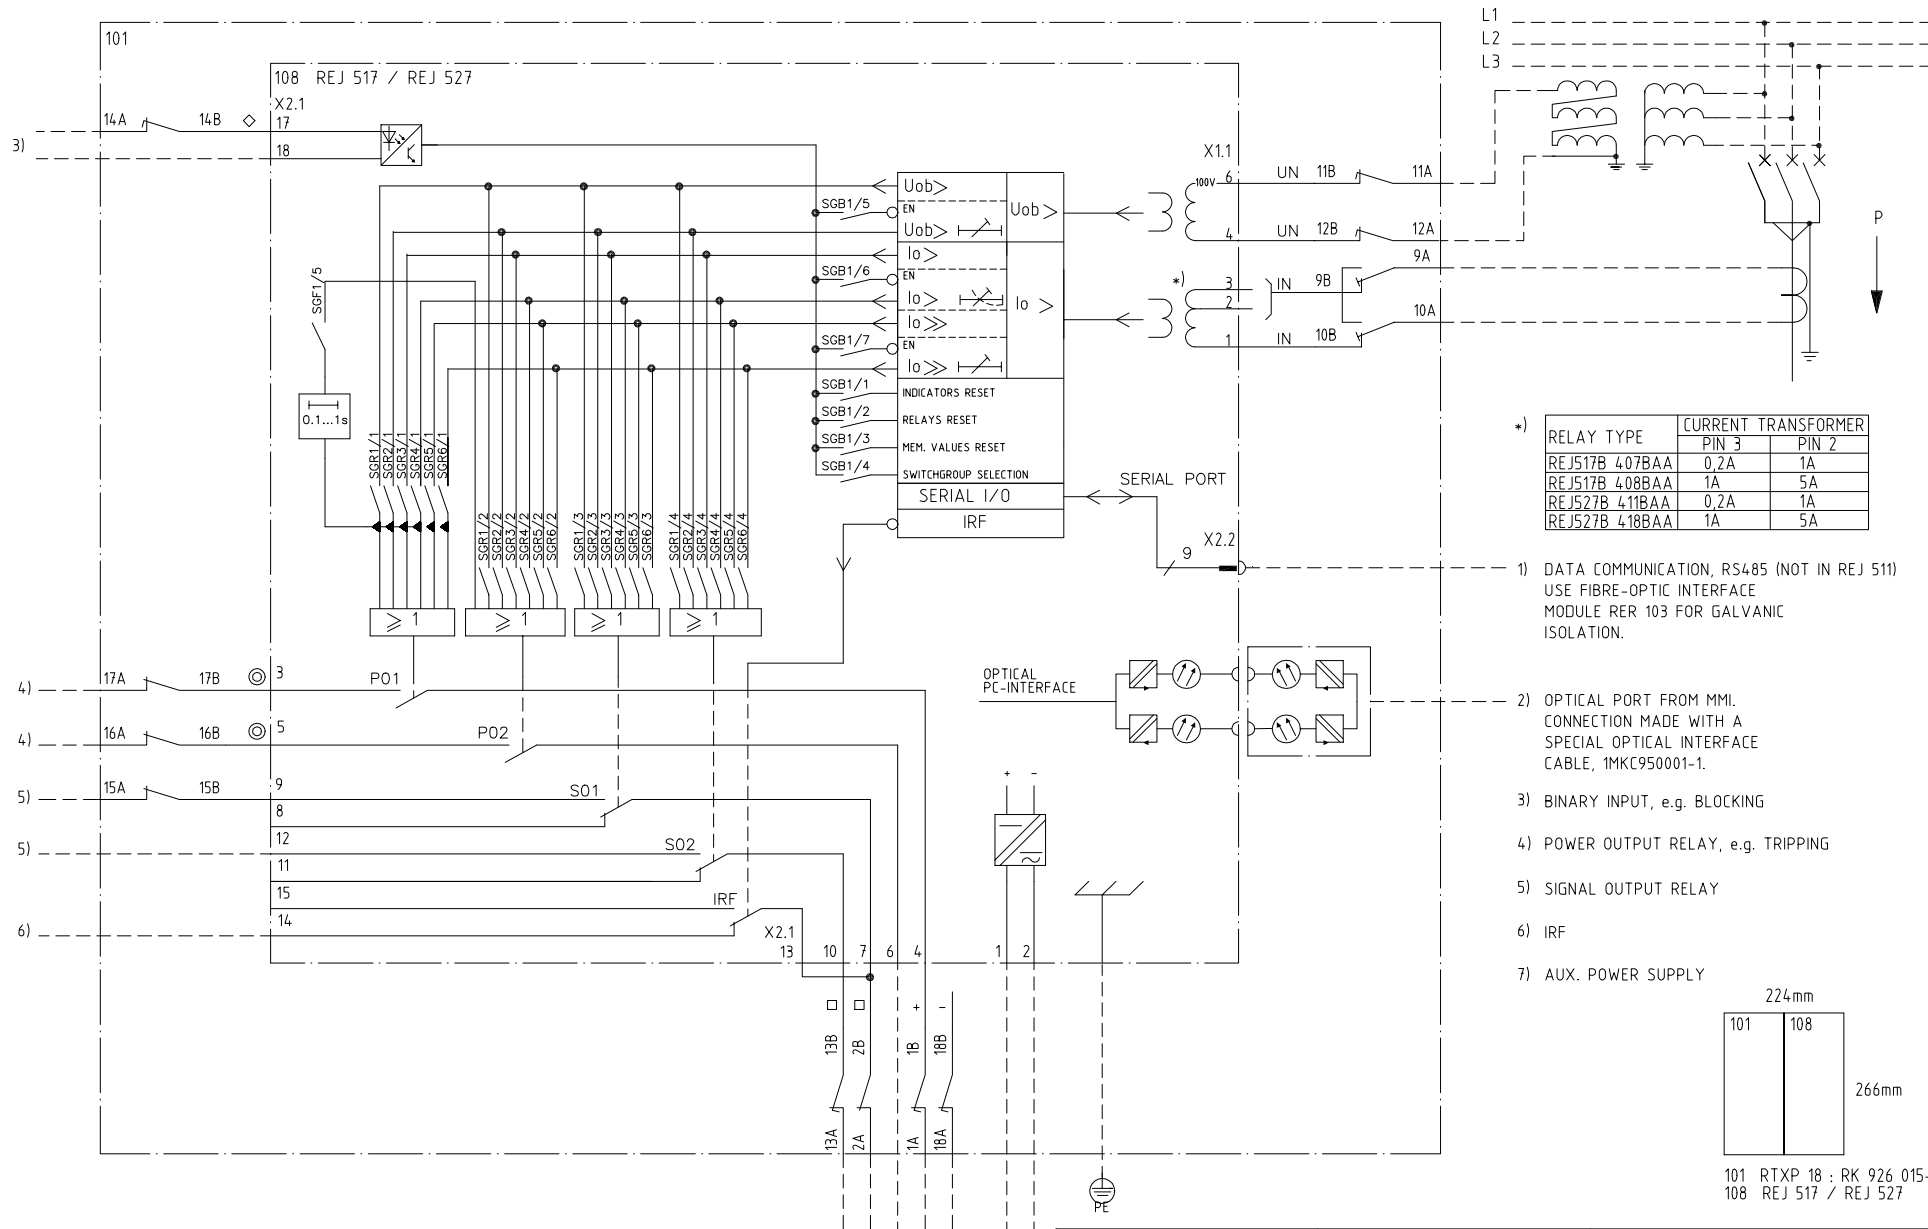 101
108 REJ 517 / REJ 527
X2.1
14A 14B ◇ 17
18
3)
L1
L2
L3
X1.1
Uob>
SGB1/5 EN
Uob>
Uob >
Io >
SGB1/6 EN
Io >
Io >
Io >>
SGB1/7 EN
Io >>
SGB1/1 INDICATORS RESET
SGB1/2 RELAYS RESET
SGB1/3 MEM. VALUES RESET
SGB1/4 SWITCHGROUP SELECTION
SERIAL I/O
IRF
100V 6 UN 11B 11A
4 UN 12B 12A
9A
*) 3 IN 9B
2
10A
1 IN 10B
P
SGF1/5
0.1...1s
SGR1/1
SGR2/1
SGR3/1
SGR4/1
SGR5/1
SGR6/1
SGR1/2
SGR2/2
SGR3/2
SGR4/2
SGR5/2
SGR6/2
SGR1/3
SGR2/3
SGR3/3
SGR4/3
SGR5/3
SGR6/3
SGR1/4
SGR2/4
SGR3/4
SGR4/4
SGR5/4
SGR6/4
≥ 1
≥ 1
≥ 1
≥ 1
SERIAL PORT
9 X2.2
OPTICAL
PC-INTERFACE
4) 17A 17B 3 PO1
4) 16A 16B 5 PO2
5) 15A 15B 9 SO1
8
5) 12 SO2
11
15 IRF
6) 14
X2.1
13 10 7 6 4 1 2
+ -
□ □ + -
13B 2B 1B 18B
13A 2A 1A 18A
PE
*) RELAY TYPE CURRENT TRANSFORMER
PIN 3 PIN 2
REJ517B 407BAA 0,2A 1A
REJ517B 408BAA 1A 5A
REJ527B 411BAA 0,2A 1A
REJ527B 418BAA 1A 5A
1) DATA COMMUNICATION, RS485 (NOT IN REJ 511)
USE FIBRE-OPTIC INTERFACE
MODULE RER 103 FOR GALVANIC
ISOLATION.
2) OPTICAL PORT FROM MMI.
CONNECTION MADE WITH A
SPECIAL OPTICAL INTERFACE
CABLE, 1MKC950001-1.
3) BINARY INPUT, e.g. BLOCKING
4) POWER OUTPUT RELAY, e.g. TRIPPING
5) SIGNAL OUTPUT RELAY
6) IRF
7) AUX. POWER SUPPLY
224mm
101 108
266mm
101 RTXP 18 : RK 926 015-
108 REJ 517 / REJ 527